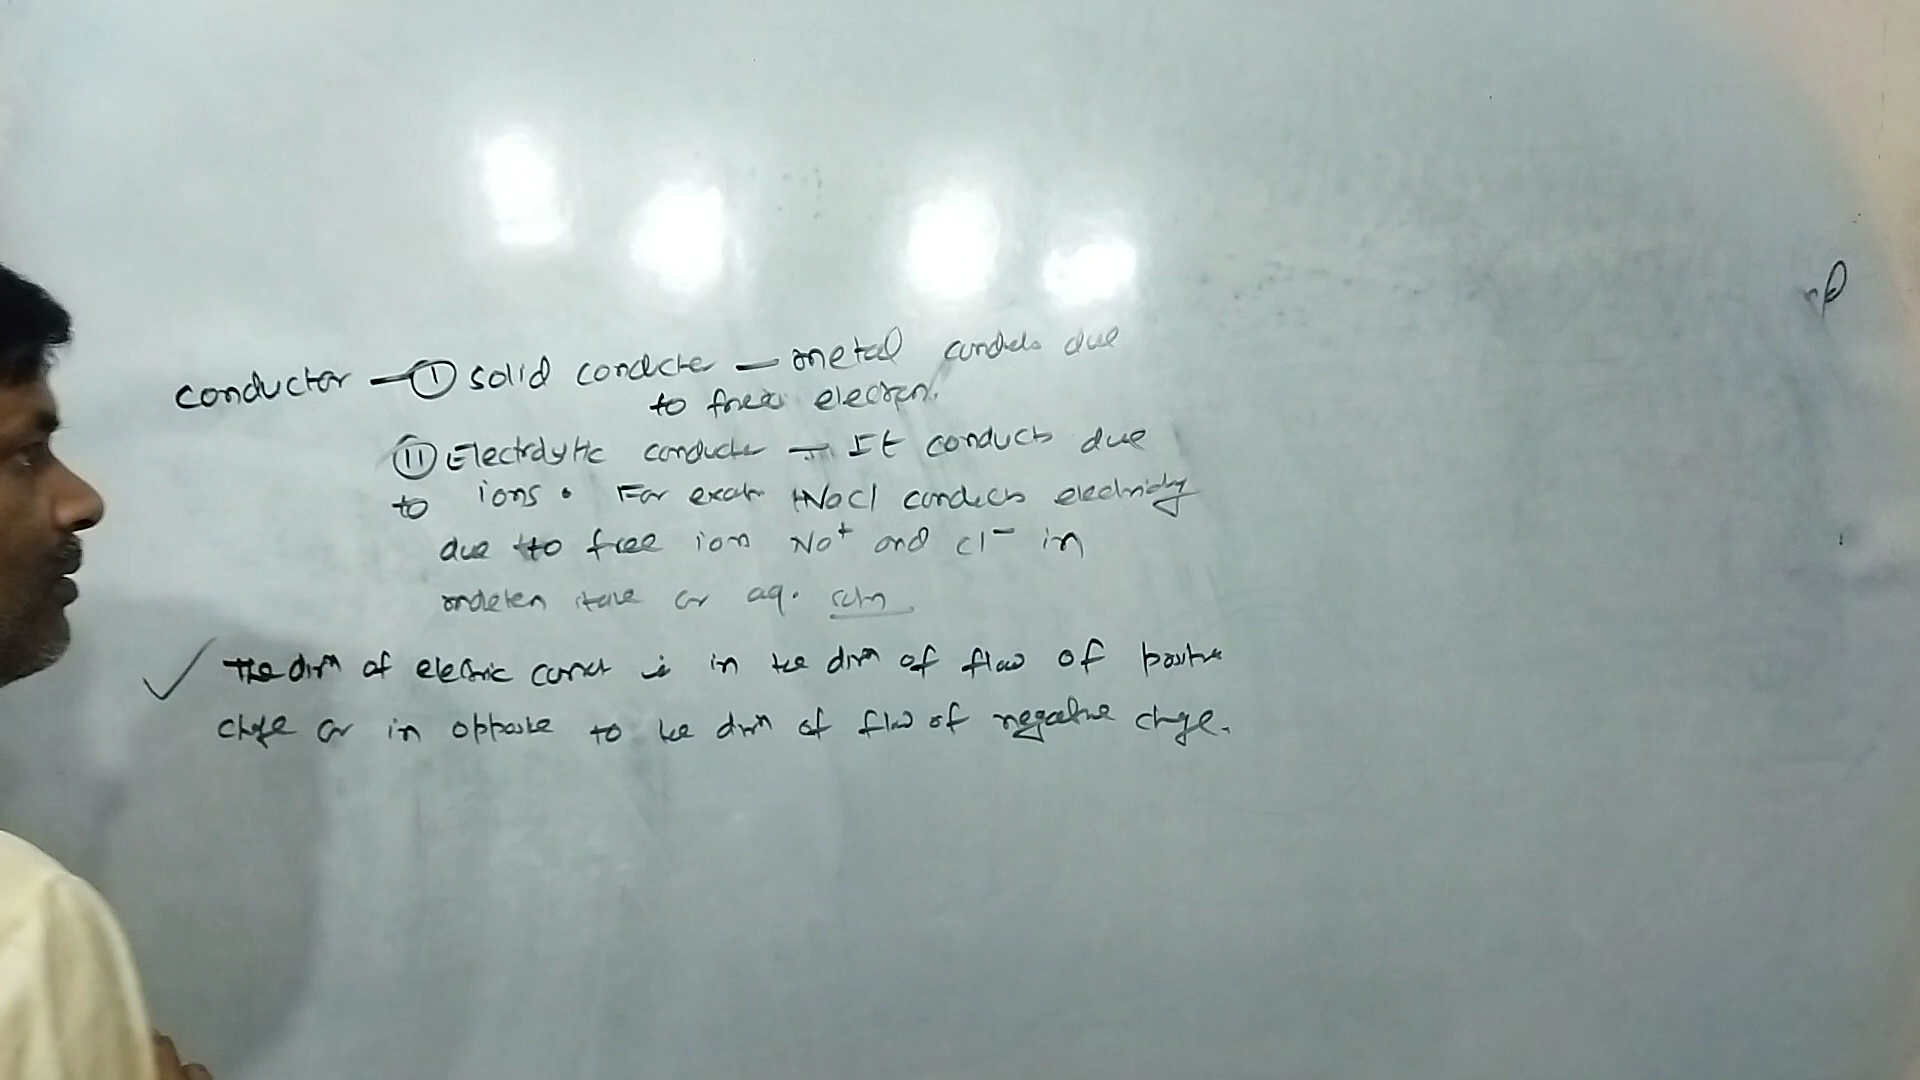 conductor — (I) solid conducte — metal conducts due
to free electron.
(II) Electrolytic conducte — It conducts due
to ions. For exam NaCl conducts electricity
due to free ion Na+ and Cl- in
molten state or aq. soln.
✓ The dirn of electric current is in the dirn of flow of positive
charge or in opposite to the dirn of flow of negative charge.